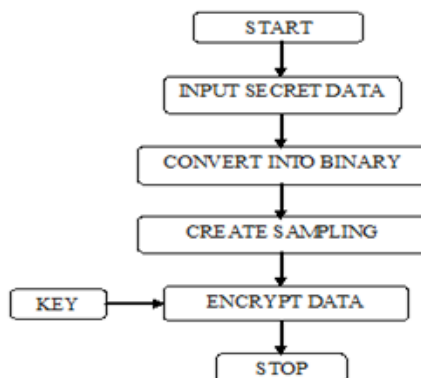 START
INPUT SECRET DATA
CONVERT INTO BINARY
CREATE SAMPLING
KEY
ENCRYPT DATA
STOP